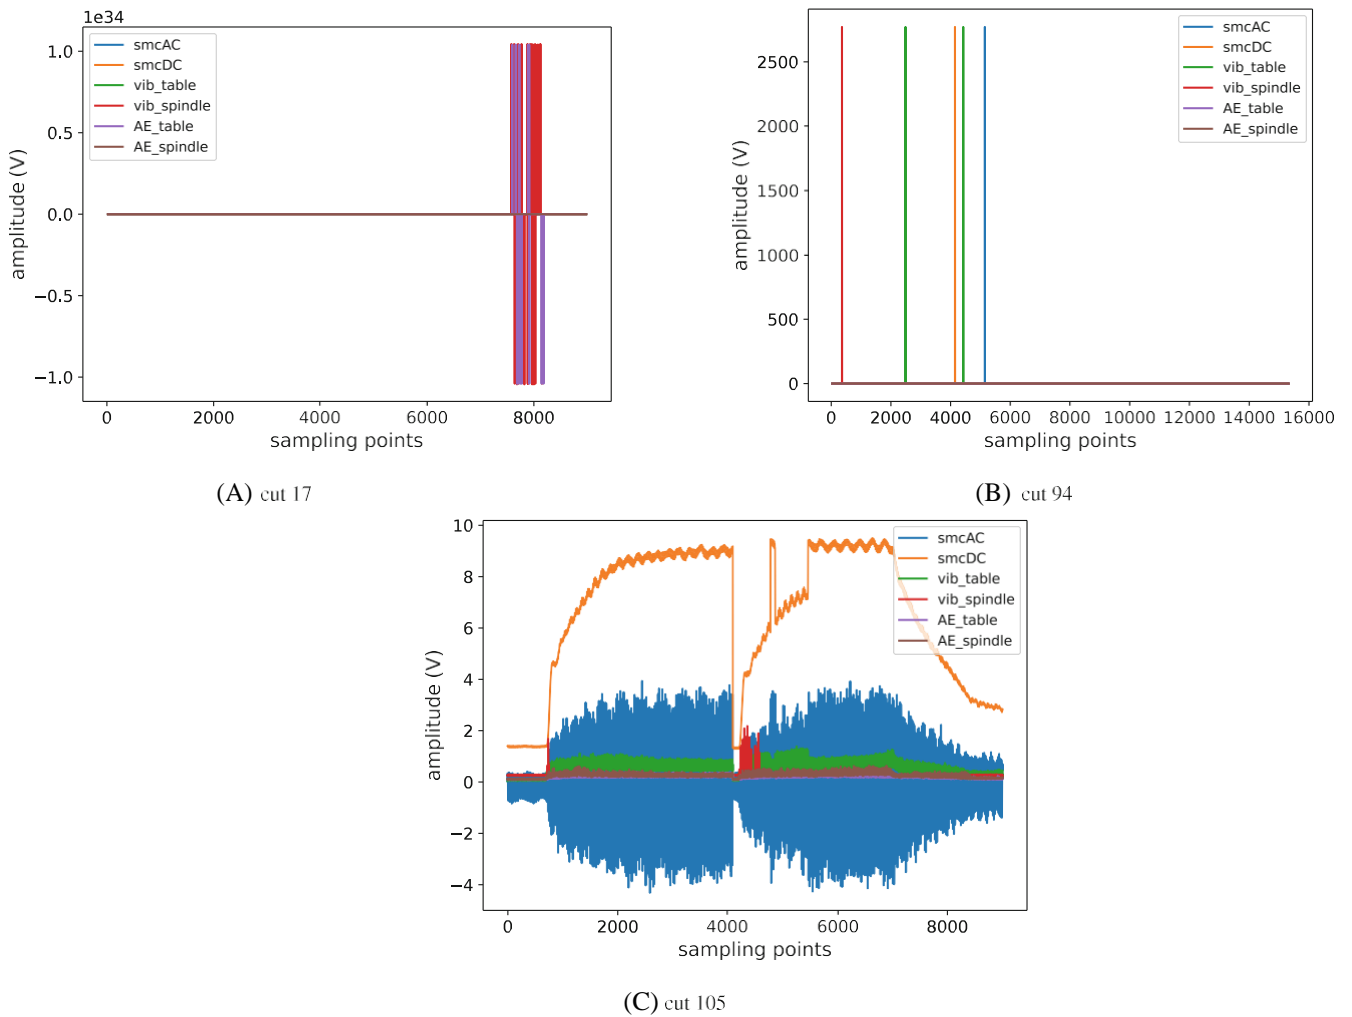 1e34
1.0
0.5
0.0
−0.5
−1.0
amplitude (V)
smcAC
smcDC
vib_table
vib_spindle
AE_table
AE_spindle
0 2000 4000 6000 8000
sampling points
(A) cut 17
2500
2000
1500
1000
500
0
amplitude (V)
smcAC
smcDC
vib_table
vib_spindle
AE_table
AE_spindle
0 2000 4000 6000 8000 10000 12000 14000 16000
sampling points
(B) cut 94
10
8
6
4
2
0
−2
−4
amplitude (V)
smcAC
smcDC
vib_table
vib_spindle
AE_table
AE_spindle
0 2000 4000 6000 8000
sampling points
(C) cut 105